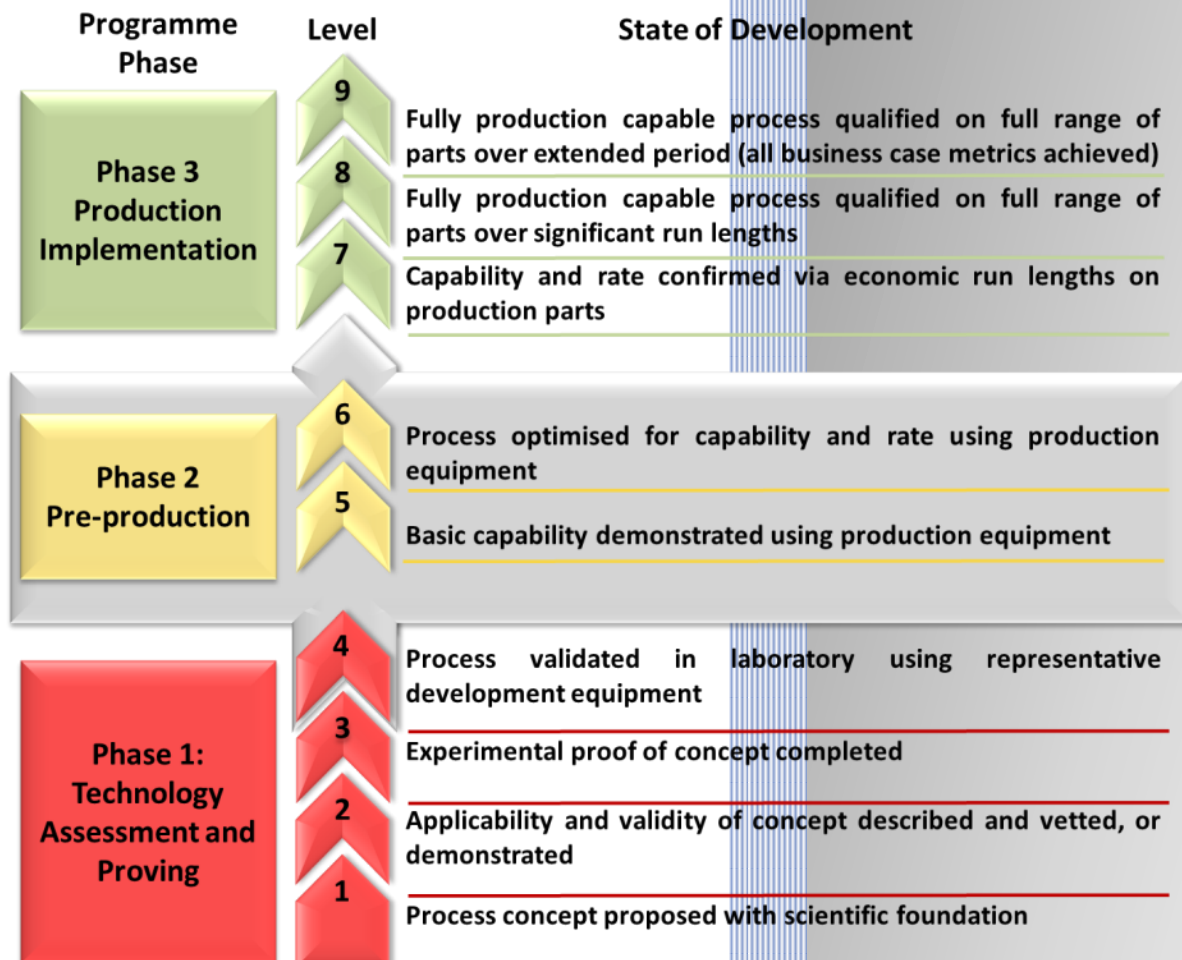 Programme
Phase
Level
State of Development
Phase 3
Production
Implementation
9
Fully production capable process qualified on full range of
parts over extended period (all business case metrics achieved)
8
Fully production capable process qualified on full range of
parts over significant run lengths
7
Capability and rate confirmed via economic run lengths on
production parts
Phase 2
Pre-production
6
Process optimised for capability and rate using production
equipment
5
Basic capability demonstrated using production equipment
Phase 1:
Technology
Assessment and
Proving
4
Process validated in laboratory using representative
development equipment
3
Experimental proof of concept completed
2
Applicability and validity of concept described and vetted, or
demonstrated
1
Process concept proposed with scientific foundation